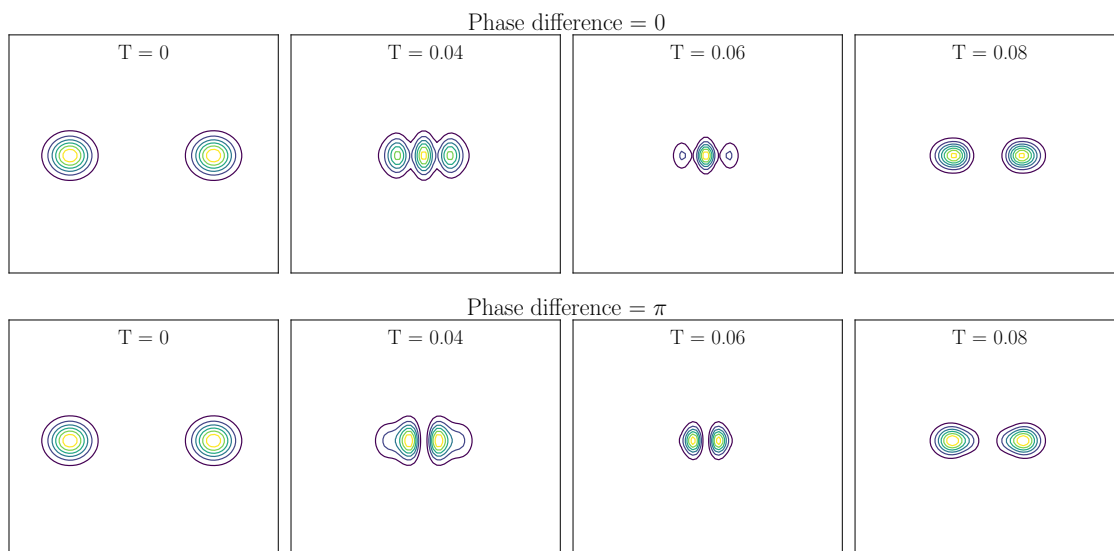 Phase difference = 0
T = 0
T = 0.04
T = 0.06
T = 0.08
Phase difference = π
T = 0
T = 0.04
T = 0.06
T = 0.08